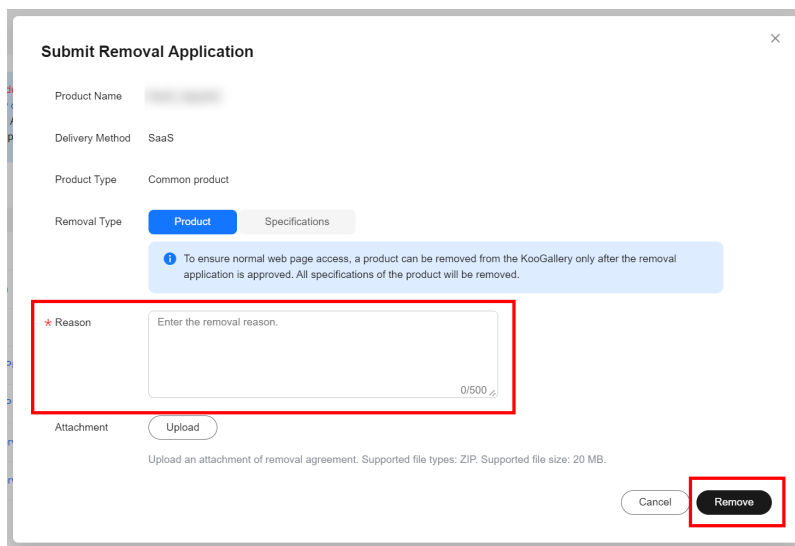 Submit Removal Application
Product Name
Delivery Method SaaS
Product Type Common product
Removal Type Product Specifications
To ensure normal web page access, a product can be removed from the KooGallery only after the removal
application is approved. All specifications of the product will be removed.
* Reason Enter the removal reason.
0/500
Attachment Upload
Upload an attachment of removal agreement. Supported file types: ZIP. Supported file size: 20 MB.
Cancel Remove